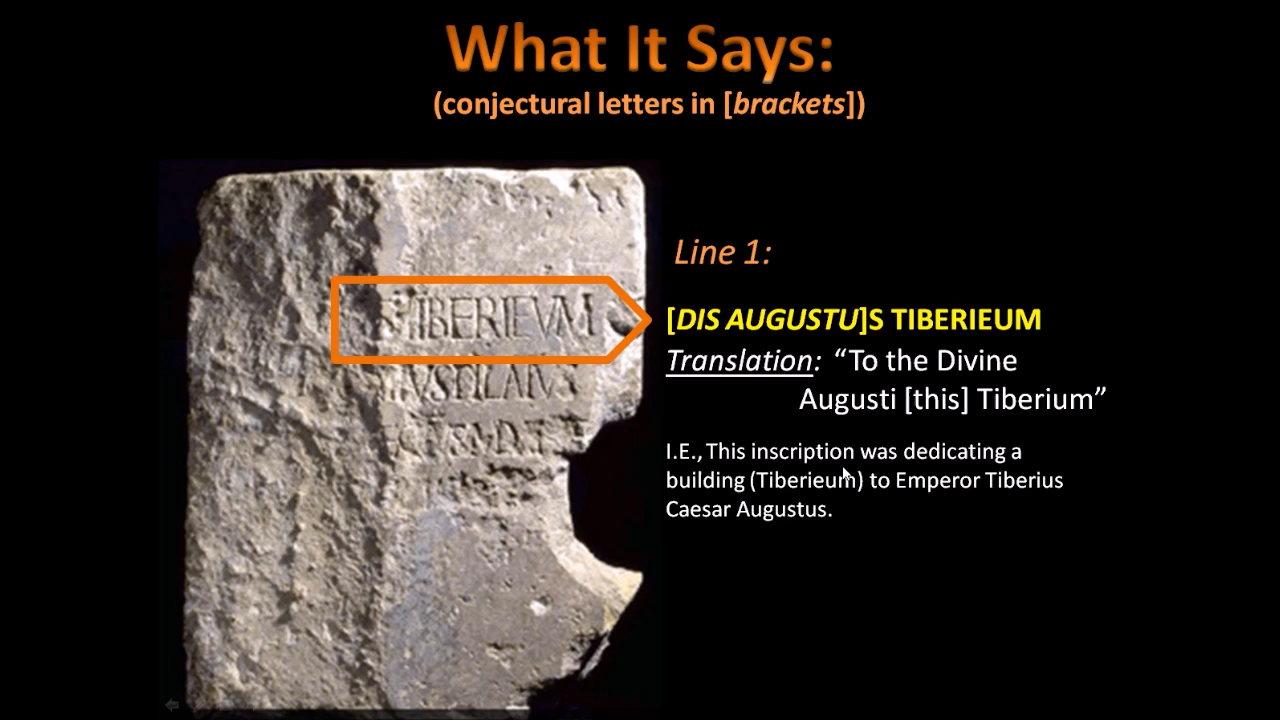 What It Says:
(conjectural letters in [brackets])
Line 1:
[DIS AUGUSTU]S TIBERIEUM
Translation: “To the Divine
Augusti [this] Tiberium”
I.E., This inscription was dedicating a
building (Tiberieum) to Emperor Tiberius
Caesar Augustus.
TIBERIEVM